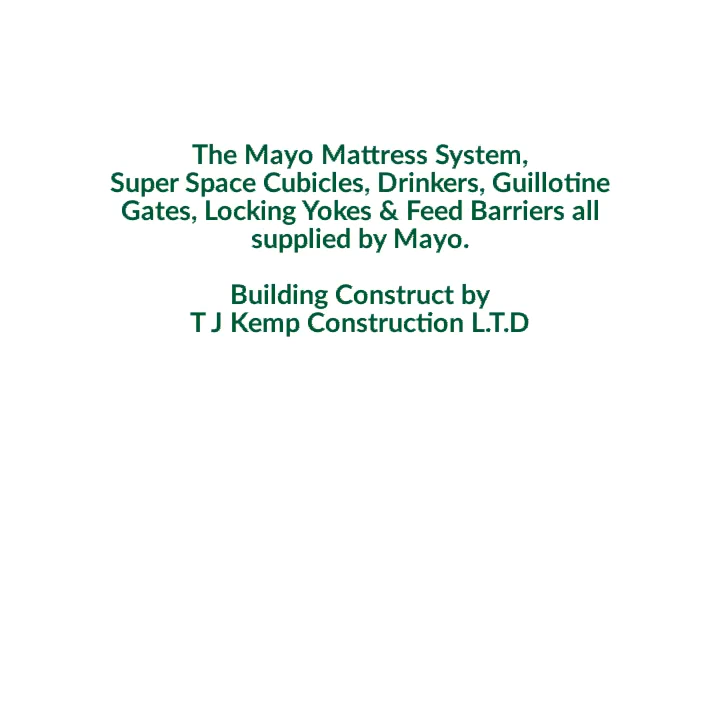 The Mayo Mattress System,
Super Space Cubicles, Drinkers, Guillotine
Gates, Locking Yokes & Feed Barriers all
supplied by Mayo.
Building Construct by
T J Kemp Construction L.T.D